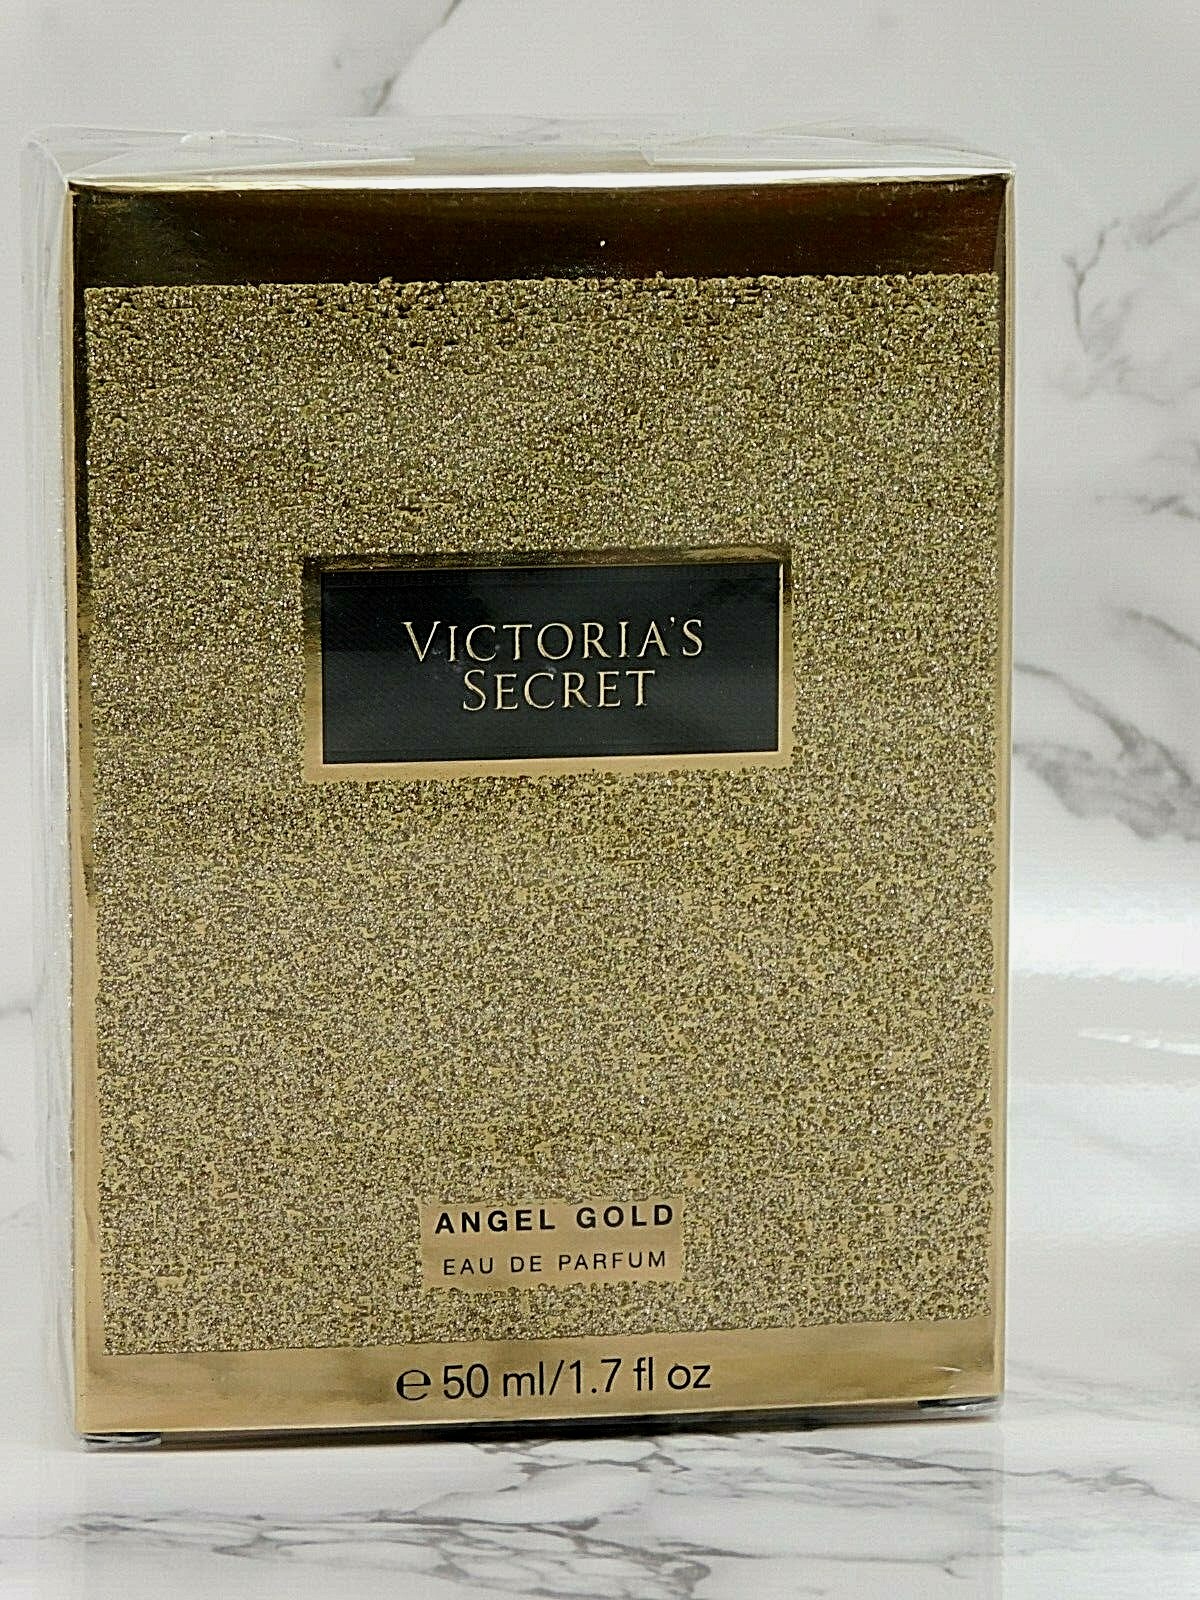 VICTORIA'S
SECRET
ANGEL GOLD
EAU DE PARFUM
℮ 50 ml/1.7 fl oz